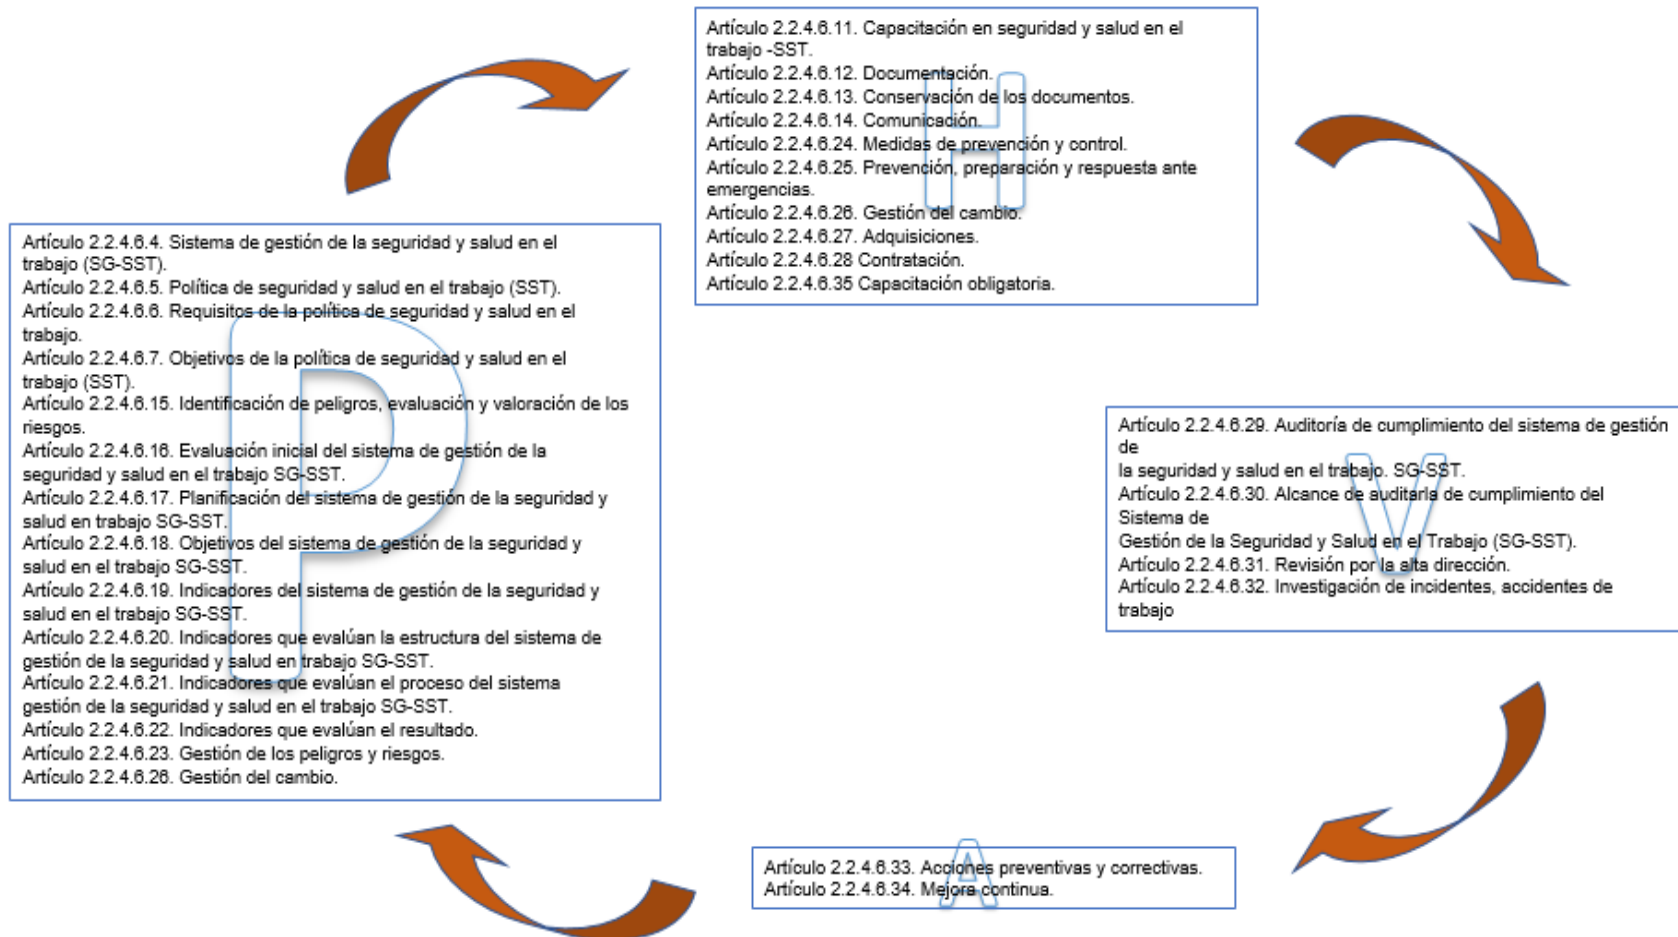 Artículo 2.2.4.6.11. Capacitación en seguridad y salud en el
trabajo -SST.
Artículo 2.2.4.6.12. Documentación.
Artículo 2.2.4.6.13. Conservación de los documentos.
Artículo 2.2.4.6.14. Comunicación.
Artículo 2.2.4.6.24. Medidas de prevención y control.
Artículo 2.2.4.6.25. Prevención, preparación y respuesta ante
emergencias.
Artículo 2.2.4.6.26. Gestión del cambio.
Artículo 2.2.4.6.27. Adquisiciones.
Artículo 2.2.4.6.28 Contratación.
Artículo 2.2.4.6.35 Capacitación obligatoria.
H
Artículo 2.2.4.6.4. Sistema de gestión de la seguridad y salud en el
trabajo (SG-SST).
Artículo 2.2.4.6.5. Política de seguridad y salud en el trabajo (SST).
Artículo 2.2.4.6.6. Requisitos de la política de seguridad y salud en el
trabajo.
Artículo 2.2.4.6.7. Objetivos de la política de seguridad y salud en el
trabajo (SST).
Artículo 2.2.4.6.15. Identificación de peligros, evaluación y valoración de los
riesgos.
Artículo 2.2.4.6.16. Evaluación inicial del sistema de gestión de la
seguridad y salud en el trabajo SG-SST.
Artículo 2.2.4.6.17. Planificación del sistema de gestión de la seguridad y
salud en trabajo SG-SST.
Artículo 2.2.4.6.18. Objetivos del sistema de gestión de la seguridad y
salud en el trabajo SG-SST.
Artículo 2.2.4.6.19. Indicadores del sistema de gestión de la seguridad y
salud en el trabajo SG-SST.
Artículo 2.2.4.6.20. Indicadores que evalúan la estructura del sistema de
gestión de la seguridad y salud en trabajo SG-SST.
Artículo 2.2.4.6.21. Indicadores que evalúan el proceso del sistema
gestión de la seguridad y salud en el trabajo SG-SST.
Artículo 2.2.4.6.22. Indicadores que evalúan el resultado.
Artículo 2.2.4.6.23. Gestión de los peligros y riesgos.
Artículo 2.2.4.6.26. Gestión del cambio.
P
Artículo 2.2.4.6.29. Auditoría de cumplimiento del sistema de gestión
de
la seguridad y salud en el trabajo. SG-SST.
Artículo 2.2.4.6.30. Alcance de auditarla de cumplimiento del
Sistema de
Gestión de la Seguridad y Salud en el Trabajo (SG-SST).
Artículo 2.2.4.6.31. Revisión por la alta dirección.
Artículo 2.2.4.6.32. Investigación de incidentes, accidentes de
trabajo
V
Artículo 2.2.4.6.33. Acciones preventivas y correctivas.
Artículo 2.2.4.6.34. Mejora continua.
A